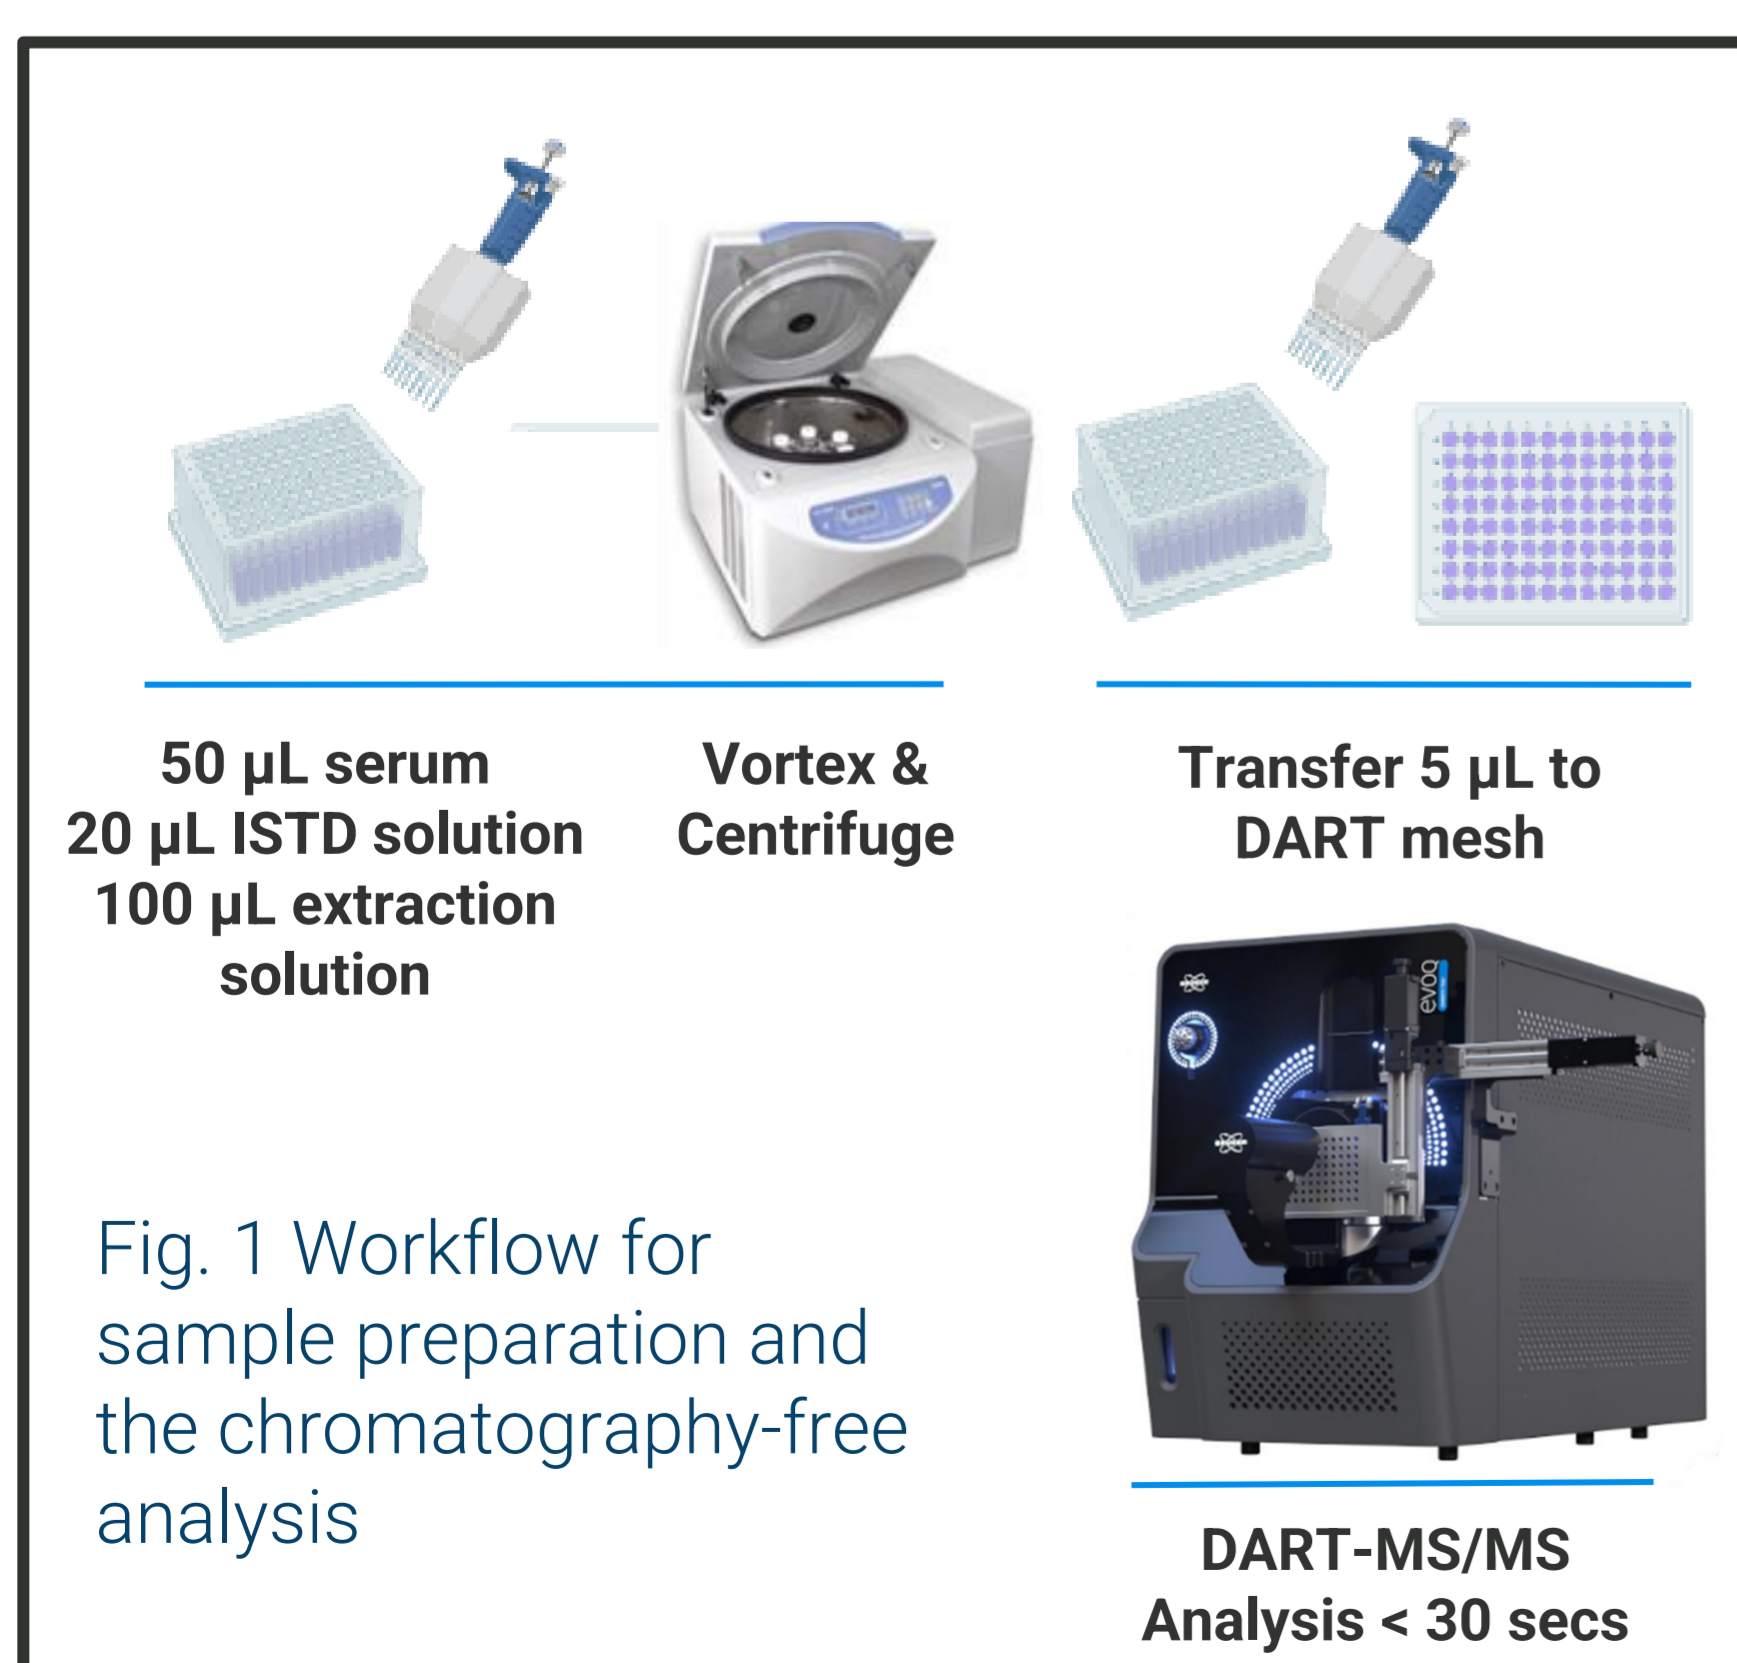 50 µL serum
20 µL ISTD solution
100 µL extraction
solution
Vortex &
Centrifuge
Transfer 5 µL to
DART mesh
evoq
Fig. 1 Workflow for
sample preparation and
the chromatography-free
analysis
DART-MS/MS
Analysis < 30 secs